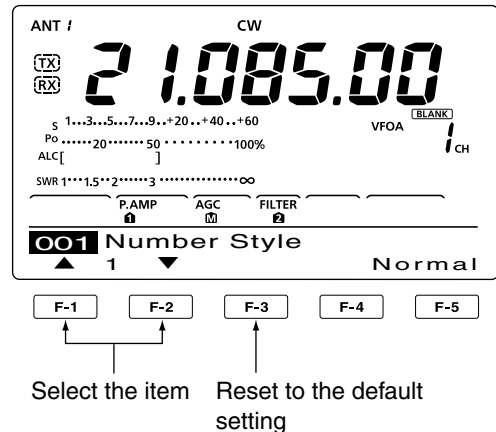 ANT 1 CW
TX
RX
21.085.00
S 1...3...5...7...9..+20..+40..+60
VFOA BLANK
1 CH
Po ......20....... 50 ..........100%
ALC[ ]
SWR 1....1.5..2......3 ................∞
P.AMP AGC FILTER
1 M 2
001 Number Style
▲ 1 ▼ Normal
F-1 F-2 F-3 F-4 F-5
Select the item Reset to the default
setting